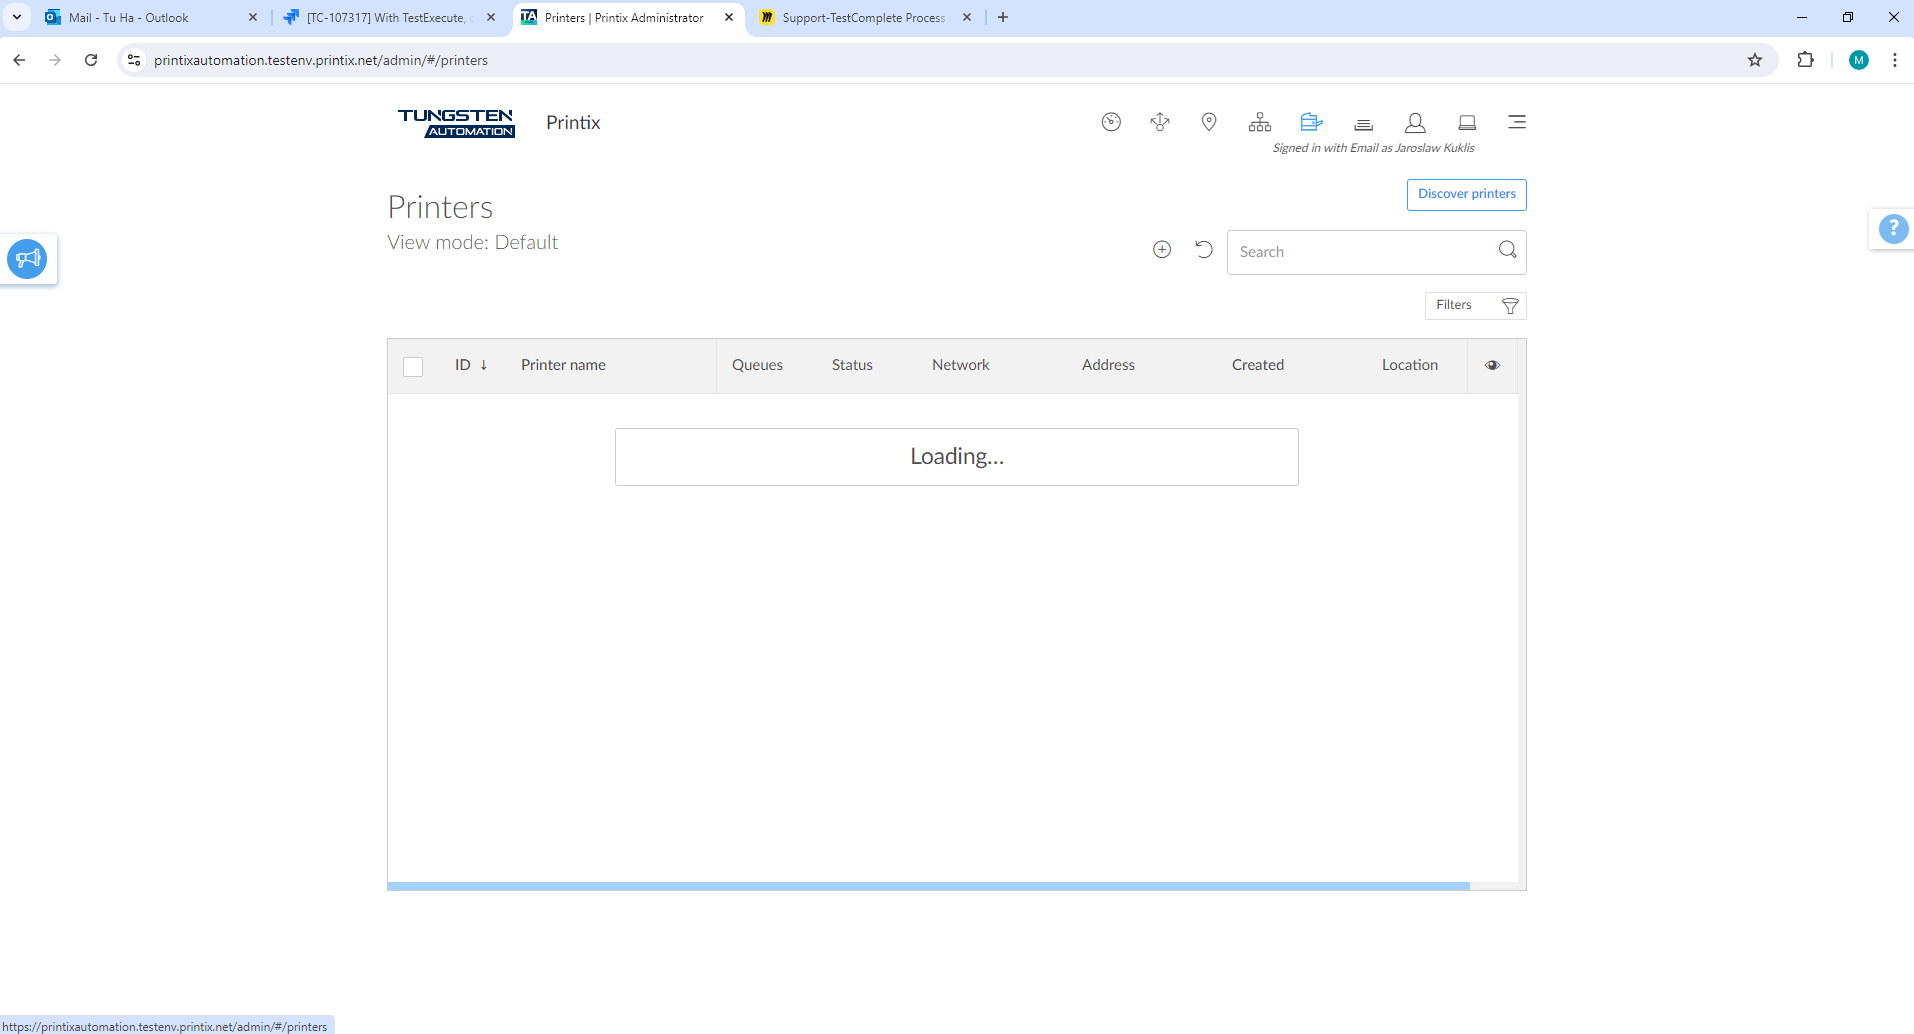 Mail - Tu Ha - Outlook
[TC-107317] With TestExecute,
Printers | Printix Administrator
Support-TestComplete Process
printixautomation.testenv.printix.net/admin/#/printers
M
TUNGSTEN
AUTOMATION
Printix
Signed in with Email as Jaroslaw Kuklis
Discover printers
Printers
View mode: Default
Search
?
Filters
ID ↓ Printer name Queues Status Network Address Created Location
Loading...
https://printixautomation.testenv.printix.net/admin/#/printers